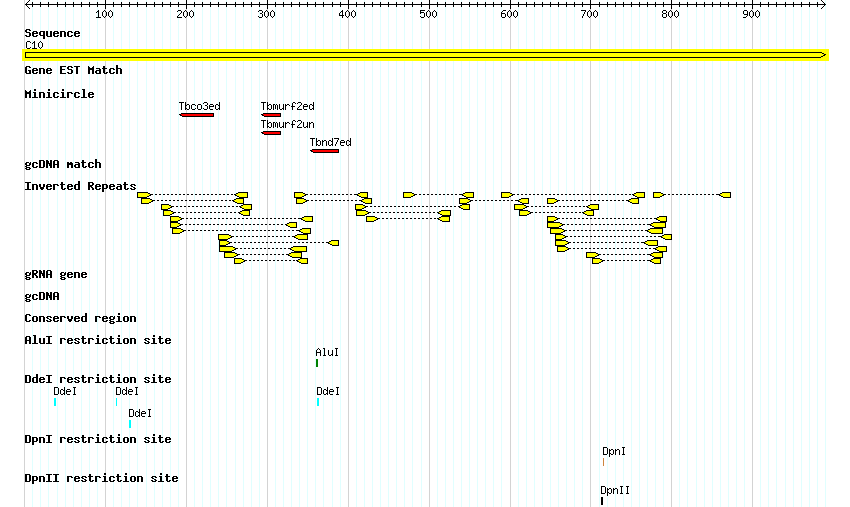 100 200 300 400 500 600 700 800 900
Sequence
C10
Gene EST Match
Minicircle
Tbco3ed Tbmurf2ed
Tbmurf2un
Tbnd7ed
gcDNA match
Inverted Repeats
gRNA gene
gcDNA
Conserved region
AluI restriction site
AluI
DdeI restriction site
DdeI DdeI DdeI
DdeI
DpnI restriction site
DpnI
DpnII restriction site
DpnII